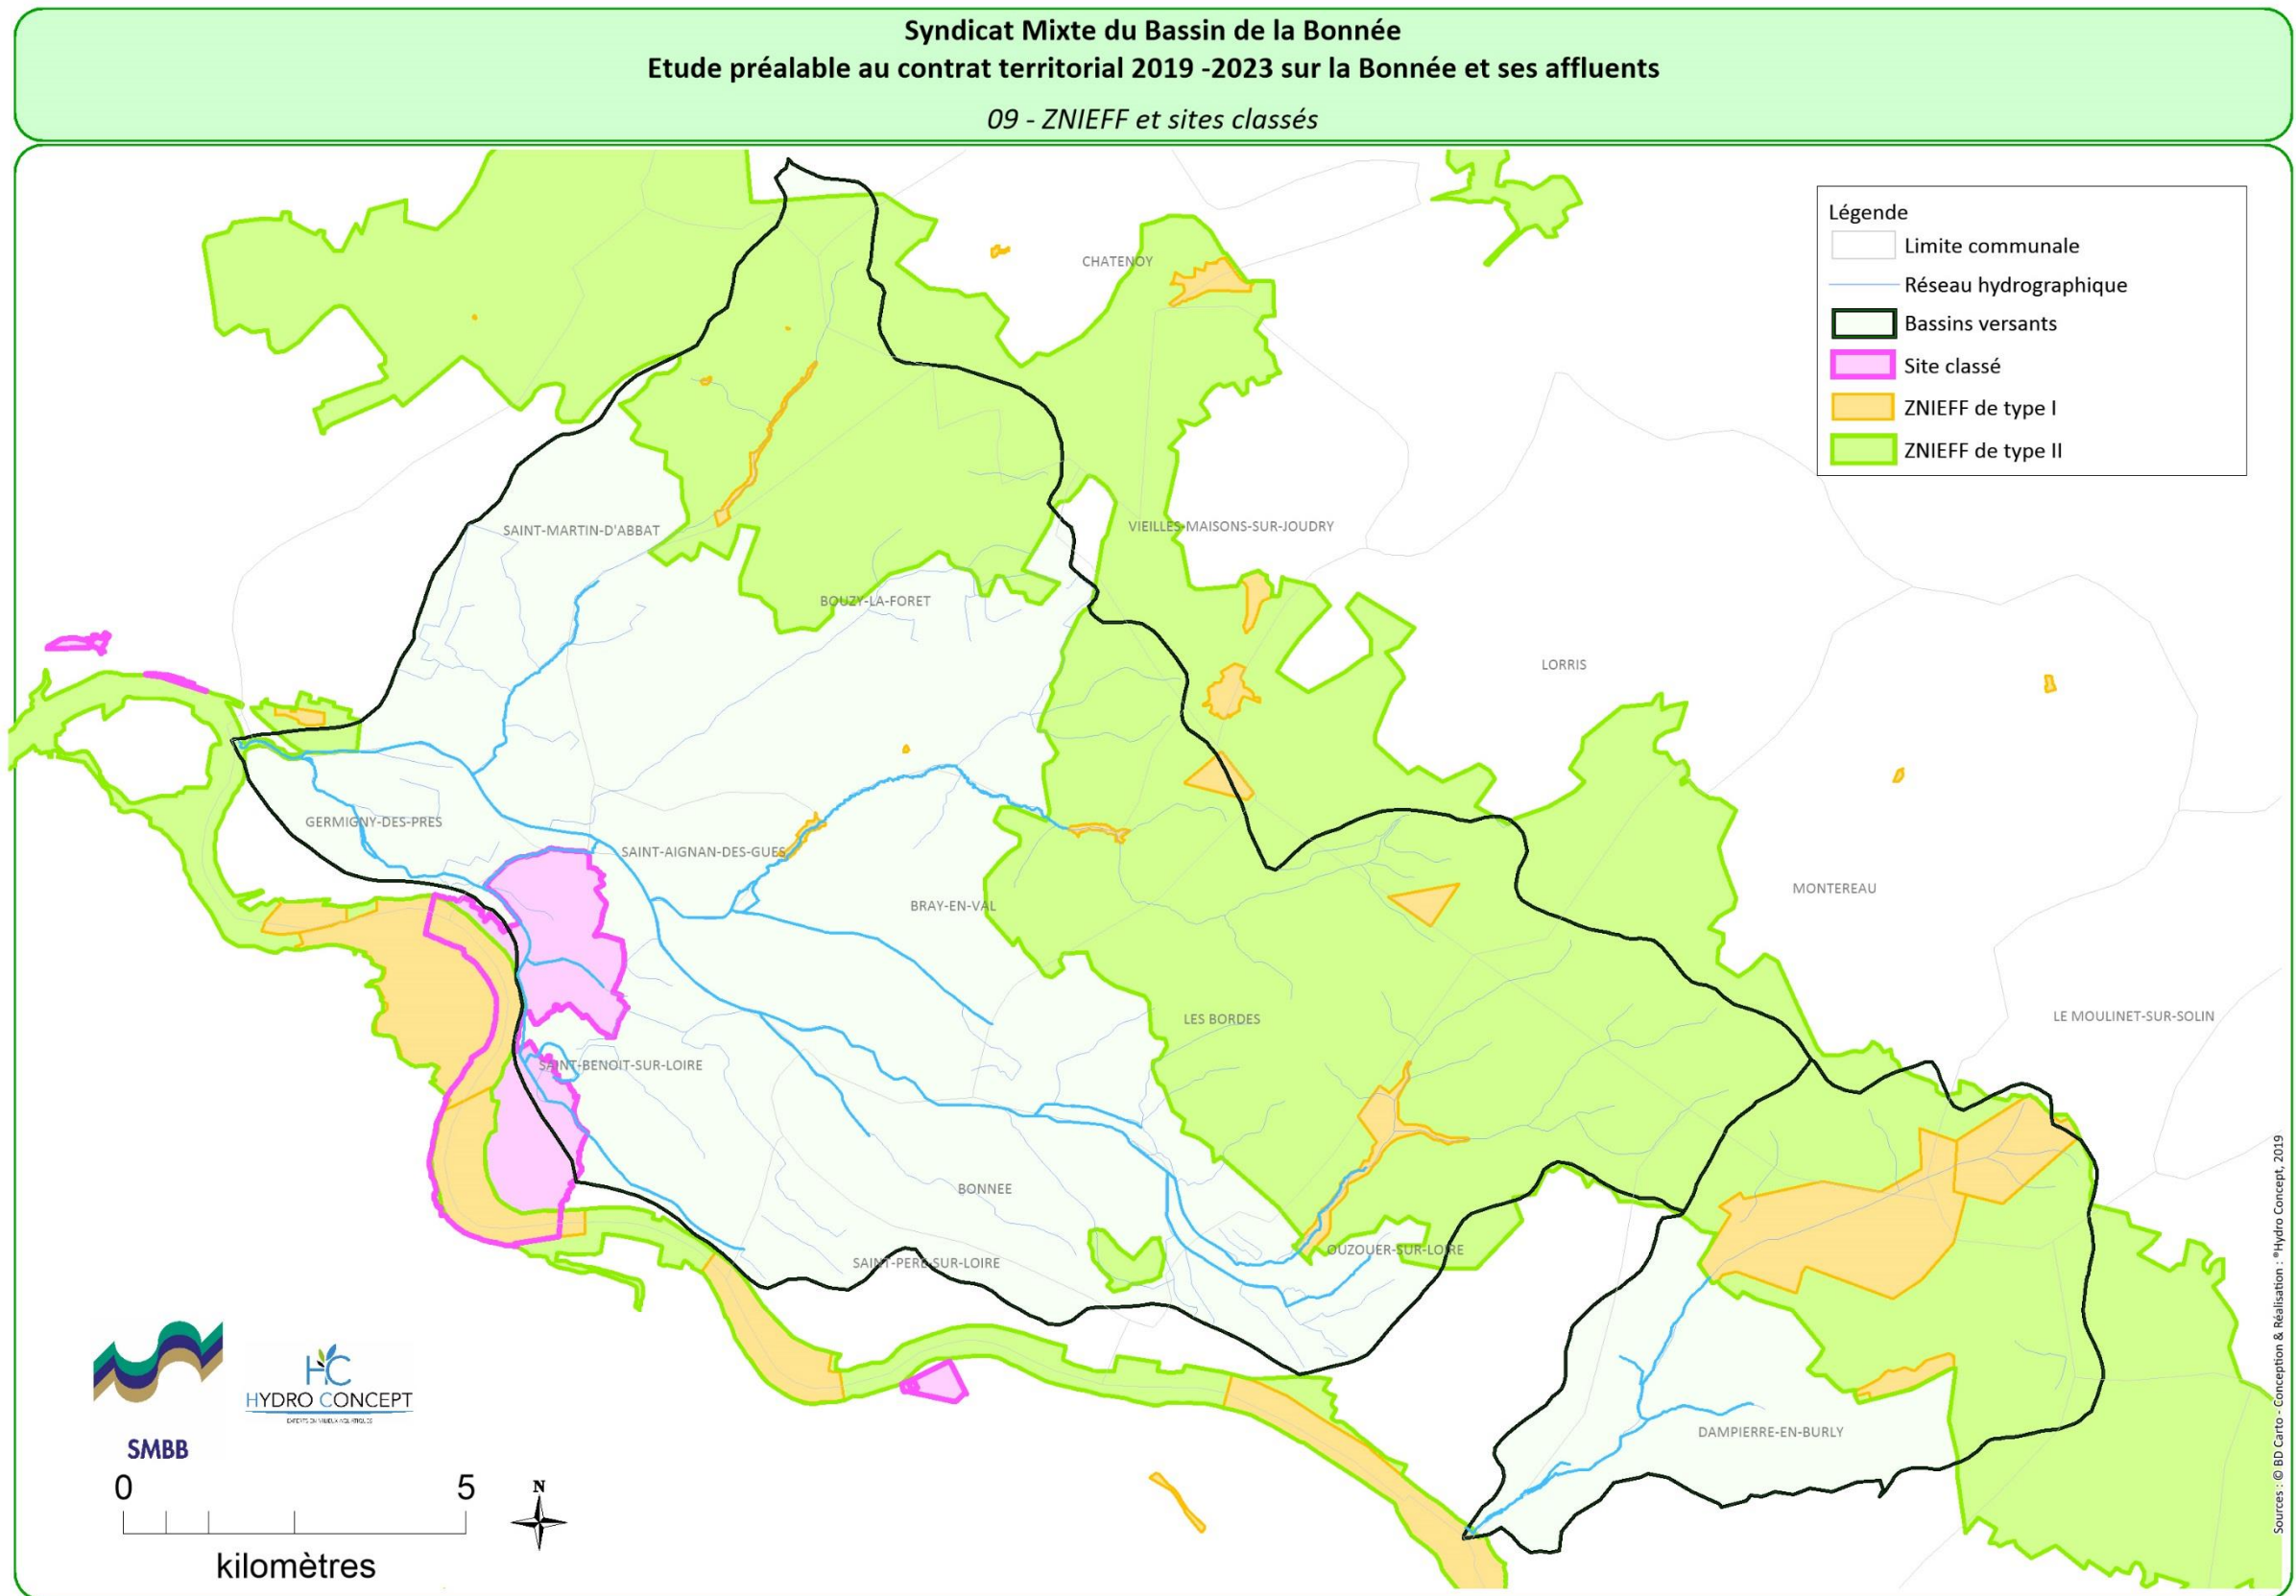 Syndicat Mixte du Bassin de la Bonnée
Etude préalable au contrat territorial 2019 -2023 sur la Bonnée et ses affluents
09 - ZNIEFF et sites classés
Légende
Limite communale
Réseau hydrographique
Bassins versants
Site classé
ZNIEFF de type I
ZNIEFF de type II
CHATENOY
SAINT-MARTIN-D'ABBAT
VIEILLES-MAISONS-SUR-JOUDRY
BOUZY-LA-FORET
LORRIS
GERMIGNY-DES-PRES
SAINT-AIGNAN-DES-GUES
MONTEREAU
BRAY-EN-VAL
LES BORDES
LE MOULINET-SUR-SOLIN
SAINT-BENOIT-SUR-LOIRE
BONNEE
OUZOUER-SUR-LOIRE
SAINT-PERE-SUR-LOIRE
DAMPIERRE-EN-BURLY
SMBB
HC
HYDRO CONCEPT
EXPERTS EN MILIEUX AQUATIQUES
0 5
kilomètres
N
Sources : © BD Carto - Conception & Réalisation : ®Hydro Concept, 2019